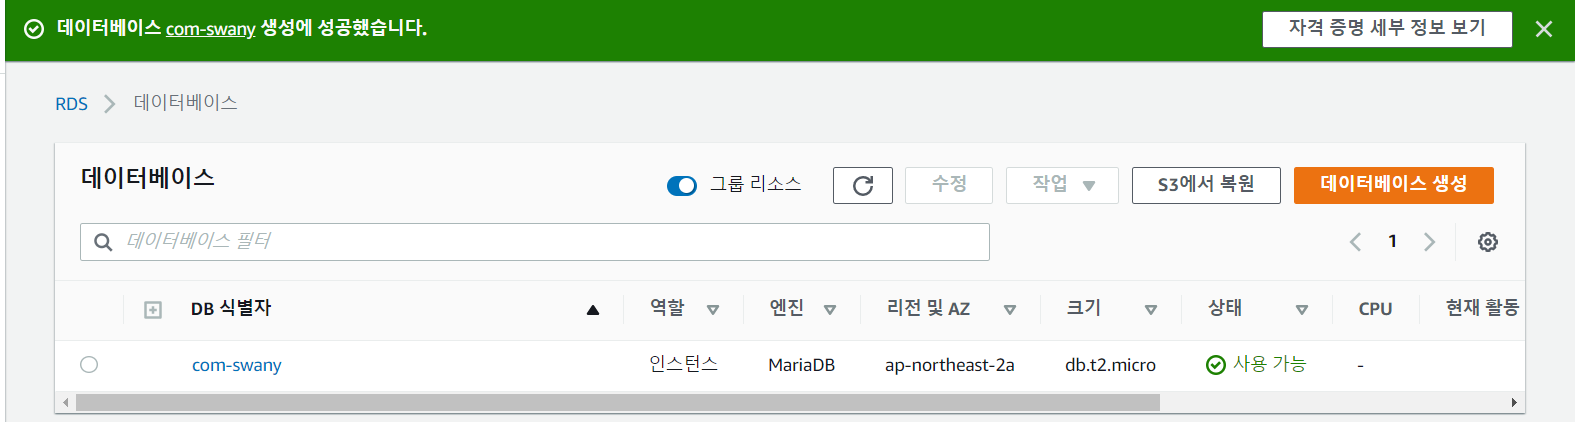 데이터베이스 com-swany 생성에 성공했습니다.
자격 증명 세부 정보 보기
RDS 데이터베이스
데이터베이스
그룹 리소스
수정
작업
S3에서 복원
데이터베이스 생성
데이터베이스 필터
1
DB 식별자 역할 엔진 리전 및 AZ 크기 상태 CPU 현재 활동
com-swany 인스턴스 MariaDB ap-northeast-2a db.t2.micro 사용 가능 -